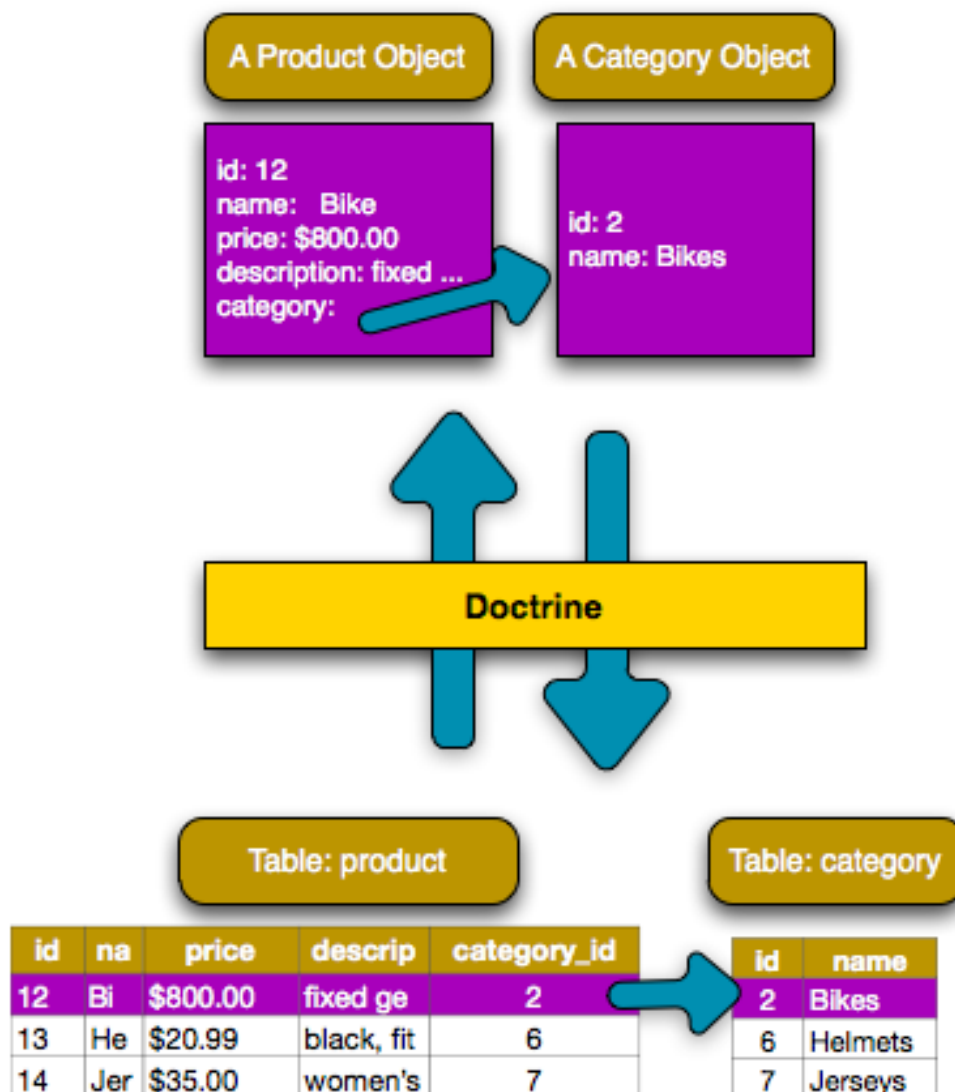 A Product Object
A Category Object
id: 12
name: Bike
price: $800.00
description: fixed ...
category:
id: 2
name: Bikes
Doctrine
Table: product
Table: category
id na price descrip category_id
12 Bi $800.00 fixed ge 2
13 He $20.99 black, fit 6
14 Jer $35.00 women's 7
id name
2 Bikes
6 Helmets
7 Jerseys